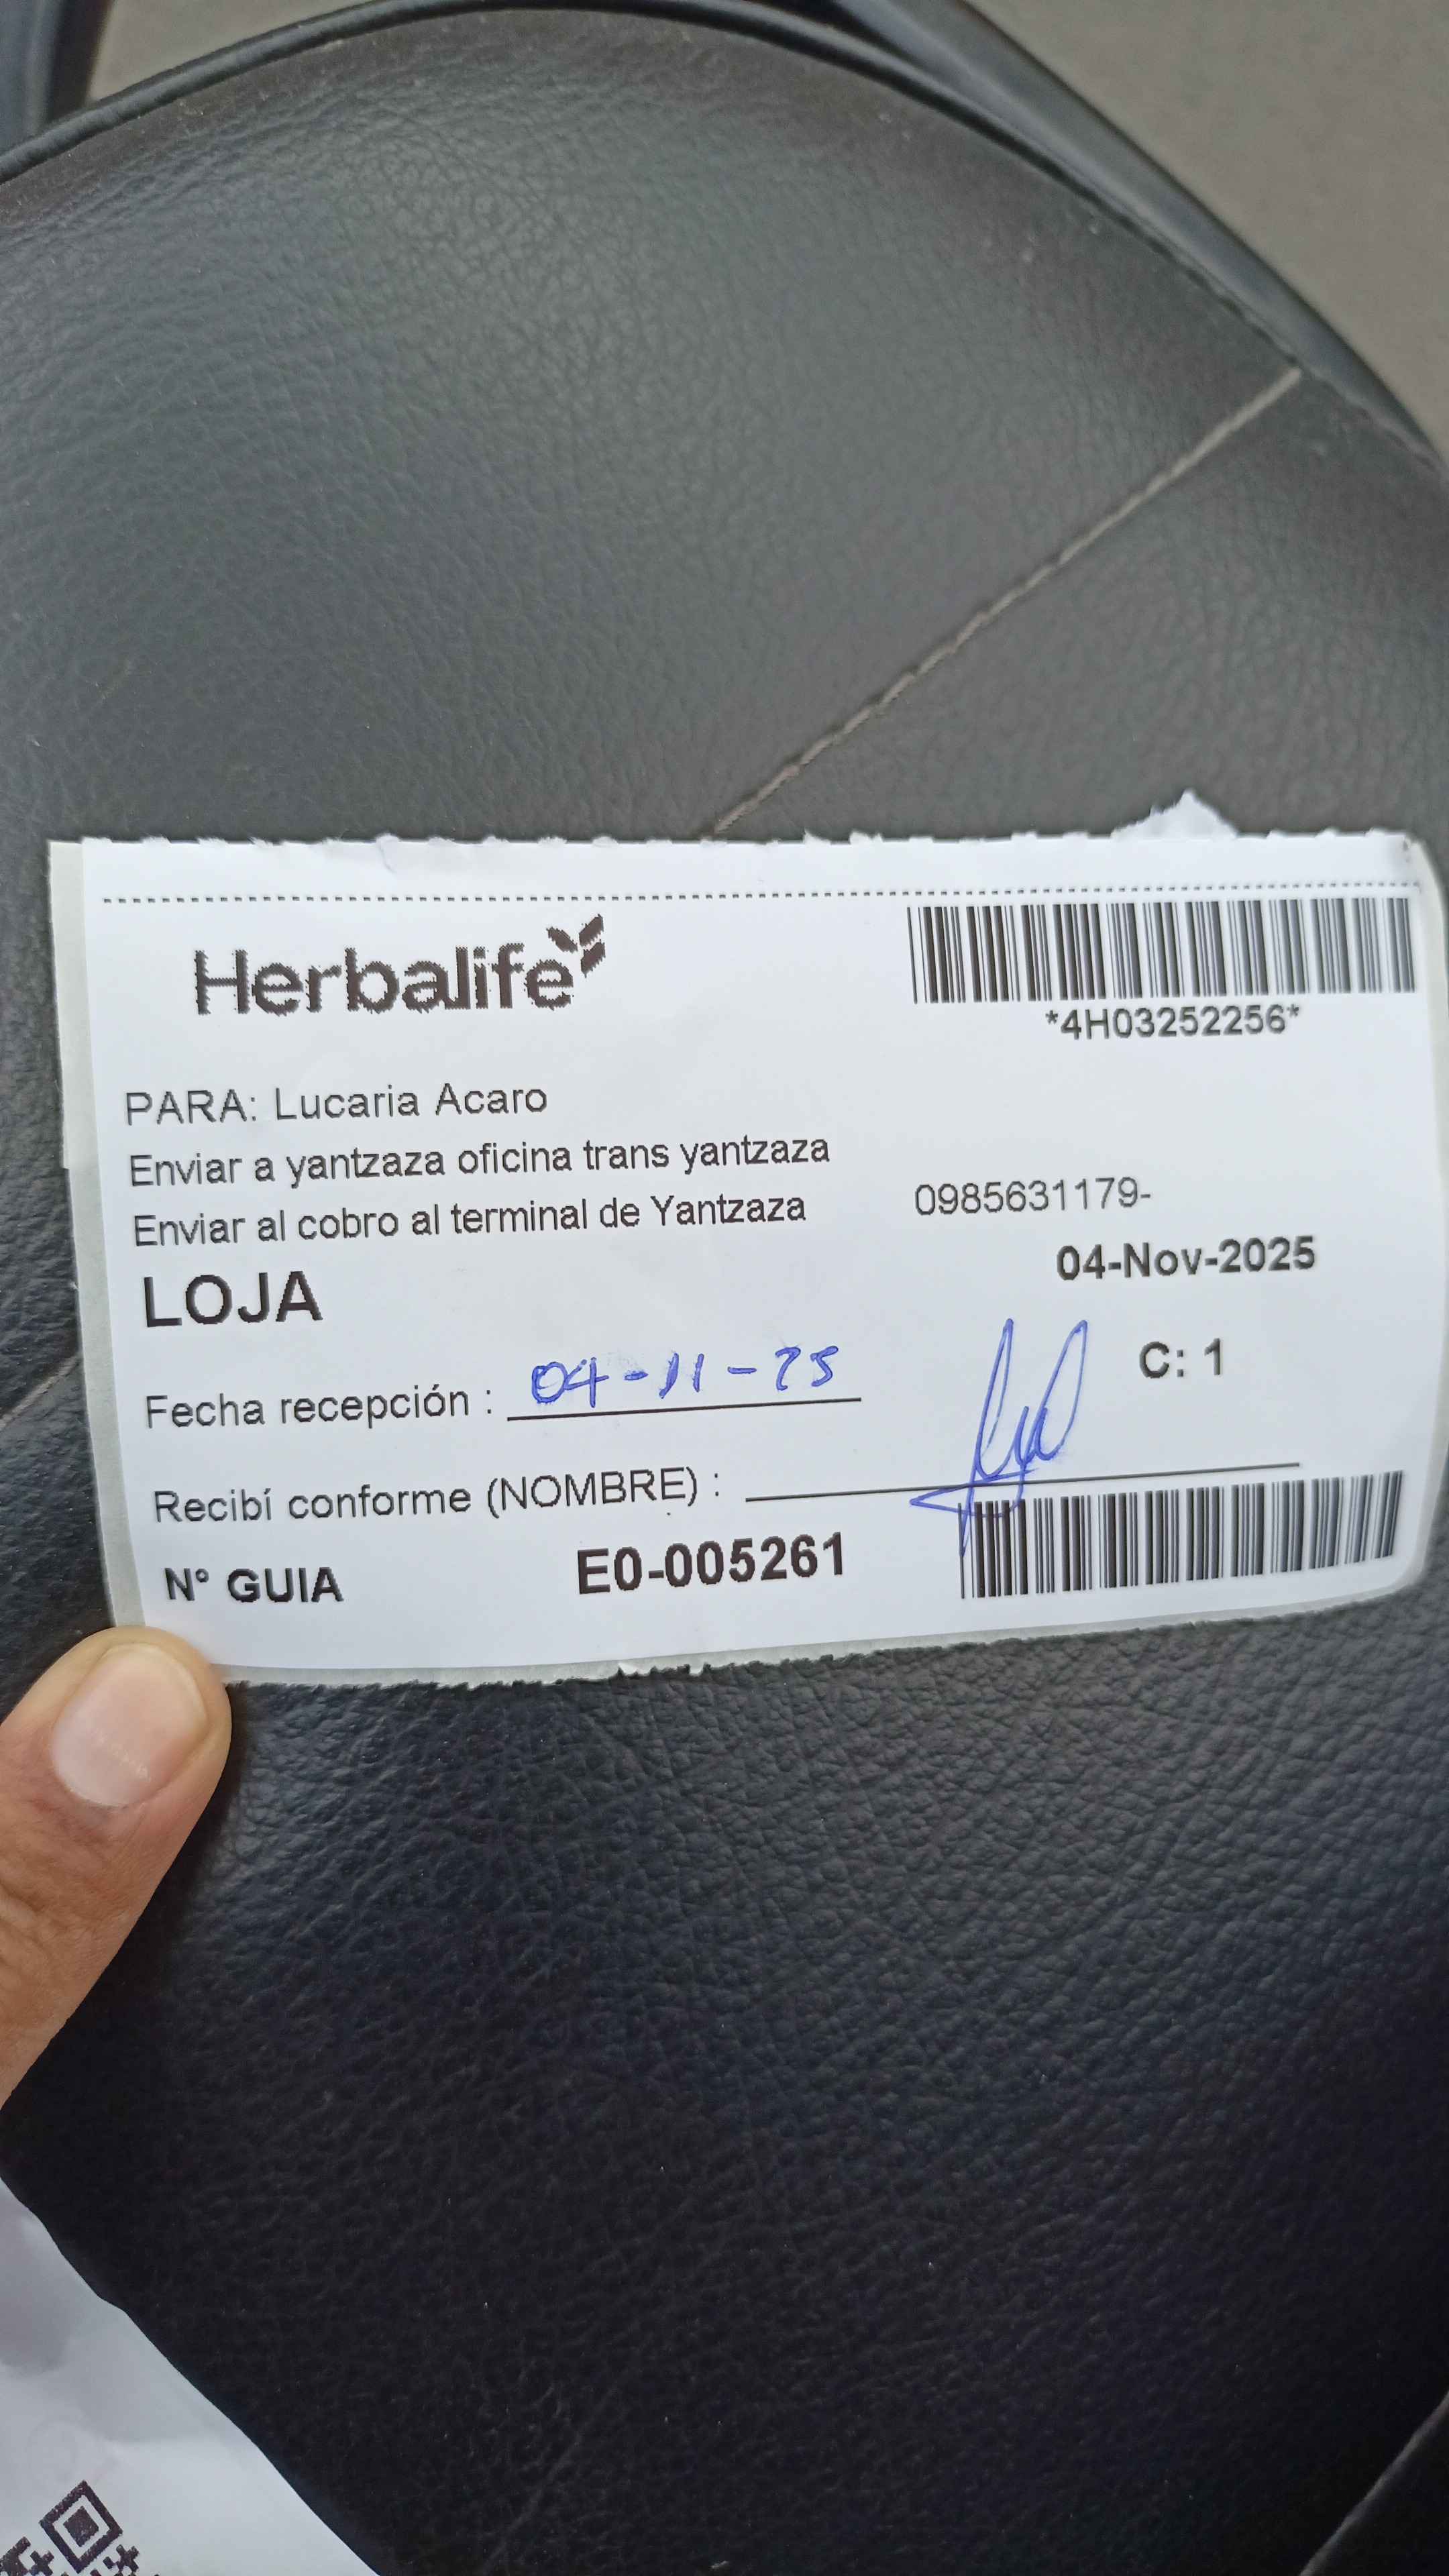 Herbalife
*4H03252256*
PARA: Lucaria Acaro
Enviar a yantzaza oficina trans yantzaza
Enviar al cobro al terminal de Yantzaza 0985631179-
LOJA 04-Nov-2025
Fecha recepción : 04-11-25 C: 1
Recibí conforme (NOMBRE) :
N° GUIA E0-005261